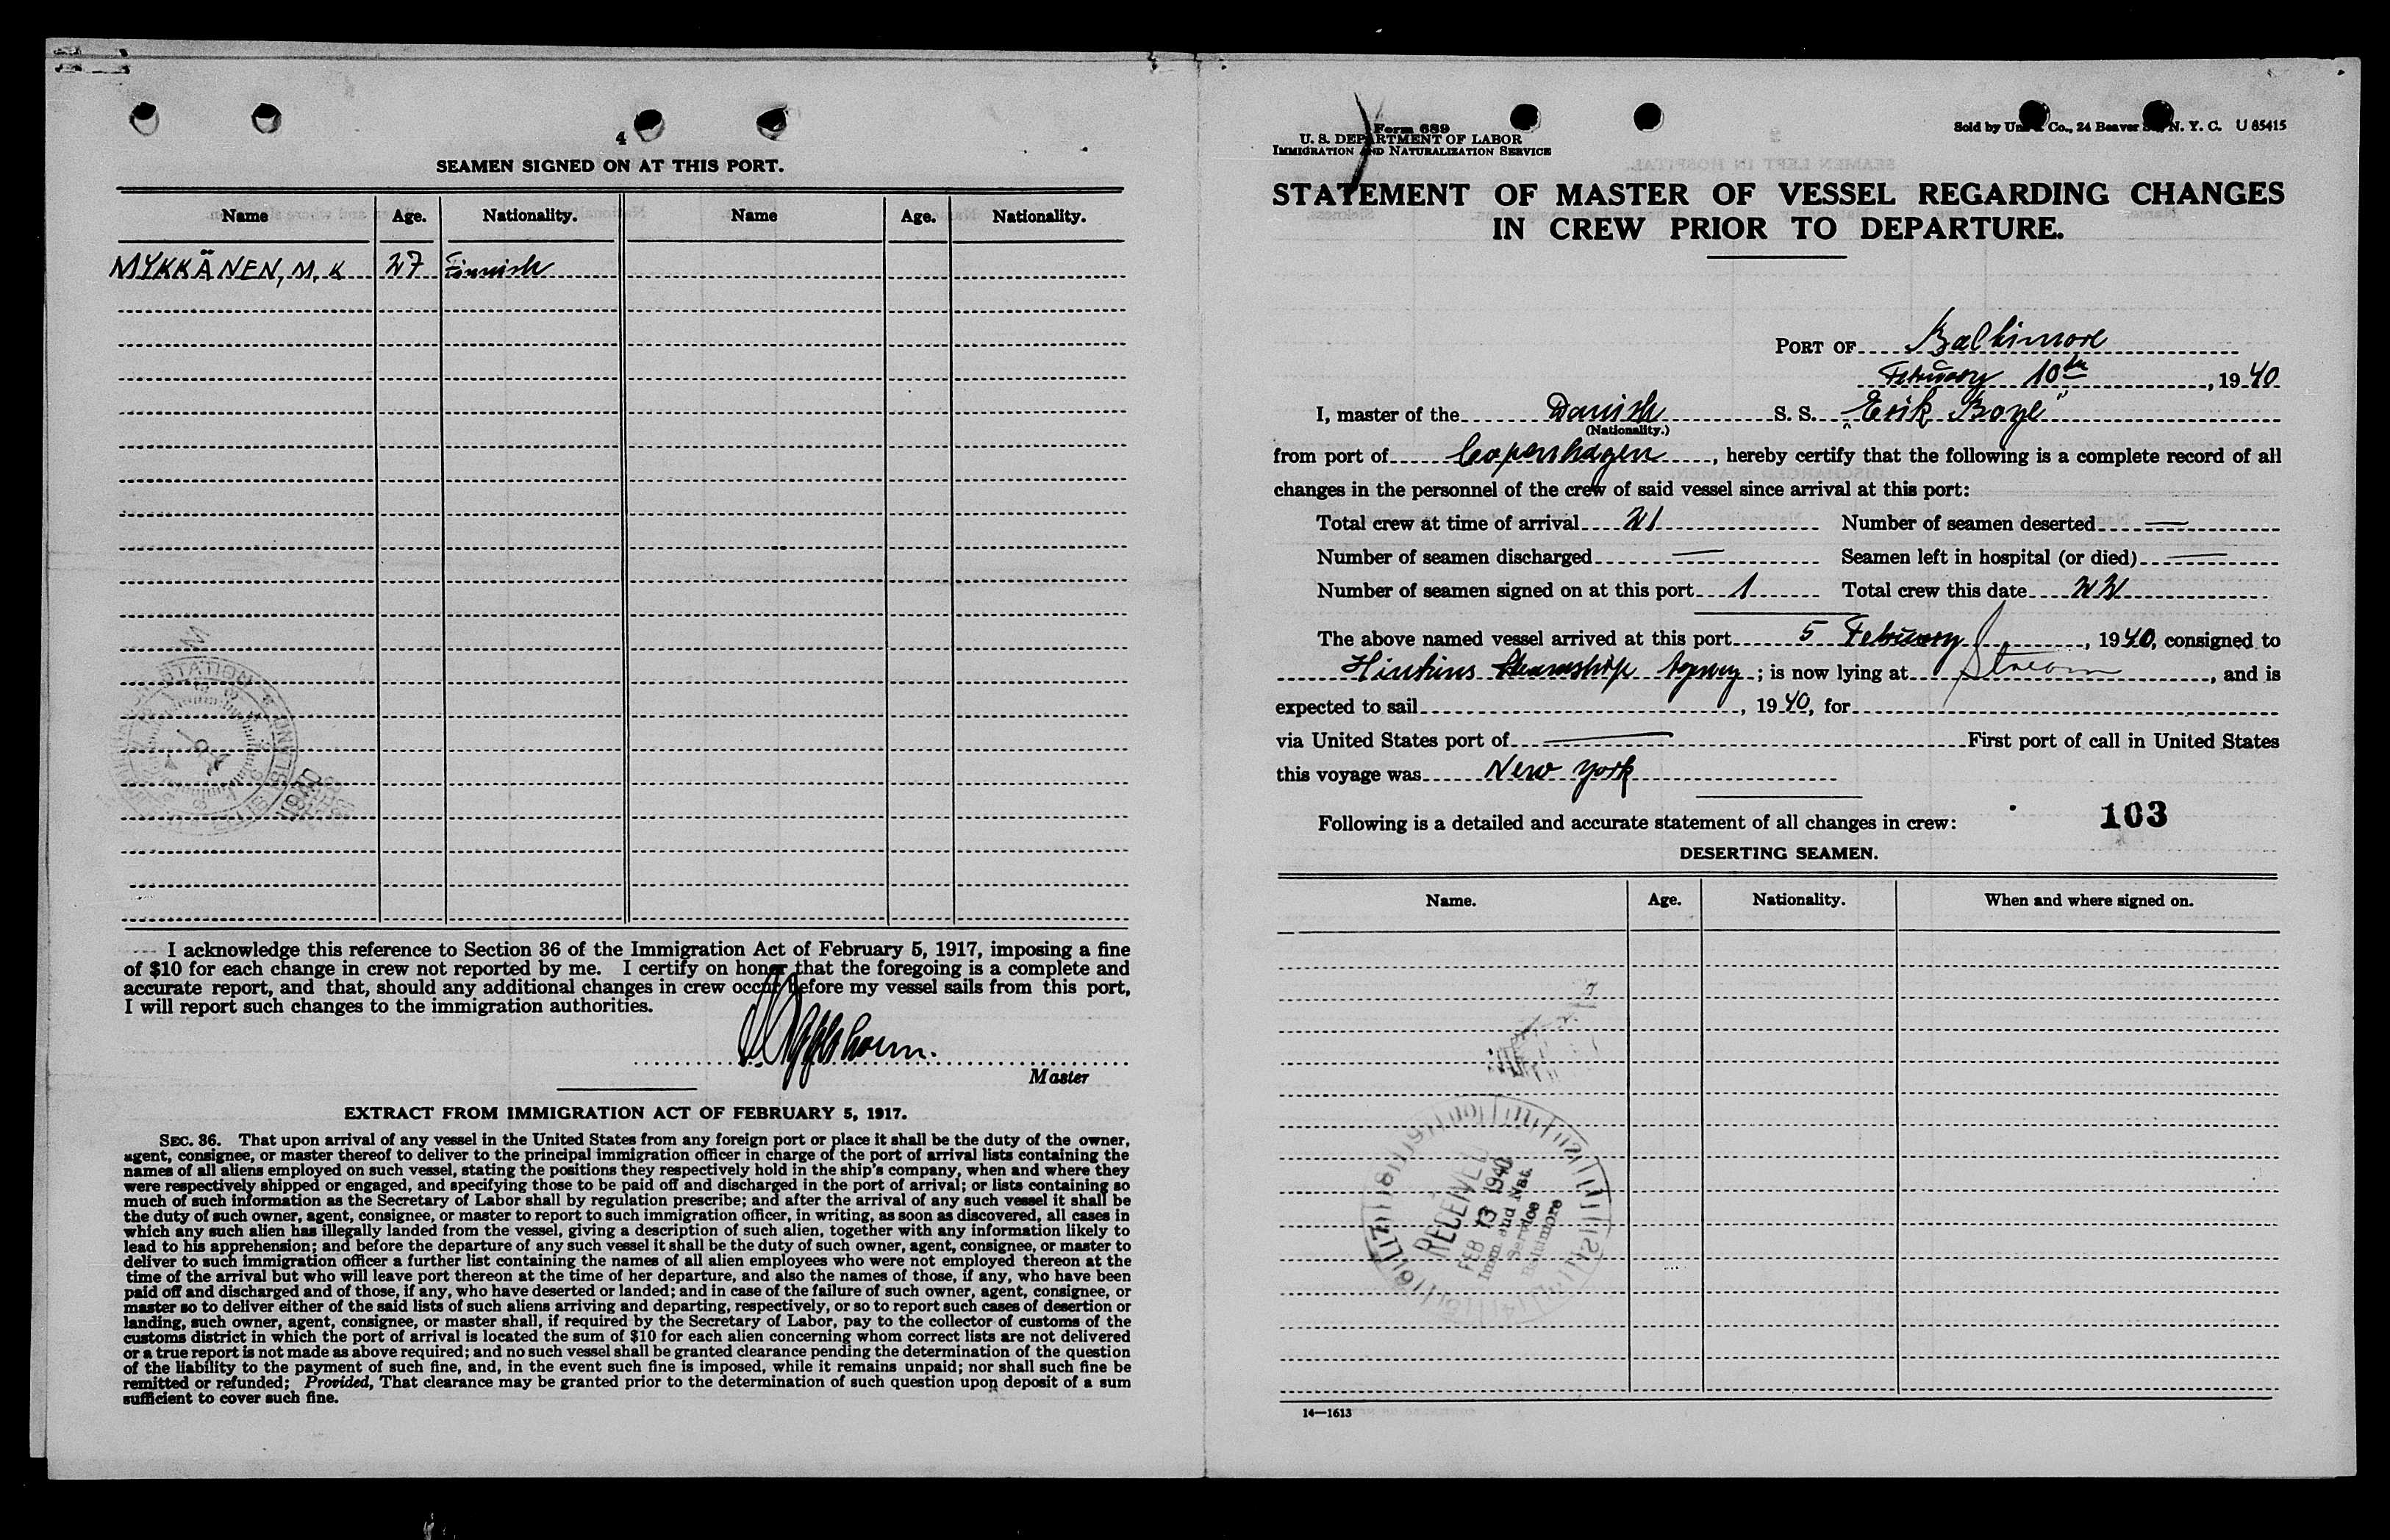 4
SEAMEN SIGNED ON AT THIS PORT.
Name Age. Nationality. Name Age. Nationality.
MYKKÄNEN, M. K 27 Finnish
I acknowledge this reference to Section 36 of the Immigration Act of February 5, 1917, imposing a fine
of $10 for each change in crew not reported by me. I certify on honor that the foregoing is a complete and
accurate report, and that, should any additional changes in crew occur before my vessel sails from this port,
I will report such changes to the immigration authorities.
Master
EXTRACT FROM IMMIGRATION ACT OF FEBRUARY 5, 1917.
SEC. 36. That upon arrival of any vessel in the United States from any foreign port or place it shall be the duty of the owner,
agent, consignee, or master thereof to deliver to the principal immigration officer in charge of the port of arrival lists containing the
names of all aliens employed on such vessel, stating the positions they respectively hold in the ship's company, when and where they
were respectively shipped or engaged, and specifying those to be paid off and discharged in the port of arrival; or lists containing so
much of such information as the Secretary of Labor shall by regulation prescribe; and after the arrival of any such vessel it shall be
the duty of such owner, agent, consignee, or master to report to such immigration officer, in writing, as soon as discovered, all cases in
which any such alien has illegally landed from the vessel, giving a description of such alien, together with any information likely to
lead to his apprehension; and before the departure of any such vessel it shall be the duty of such owner, agent, consignee, or master to
deliver to such immigration officer a further list containing the names of all alien employees who were not employed thereon at the
time of the arrival but who will leave port thereon at the time of her departure, and also the names of those, if any, who have been
paid off and discharged and of those, if any, who have deserted or landed; and in case of the failure of such owner, agent, consignee, or
master so to deliver either of the said lists of such aliens arriving and departing, respectively, or so to report such cases of desertion or
landing, such owner, agent, consignee, or master shall, if required by the Secretary of Labor, pay to the collector of customs of the
customs district in which the port of arrival is located the sum of $10 for each alien concerning whom correct lists are not delivered
or a true report is not made as above required; and no such vessel shall be granted clearance pending the determination of the question
of the liability to the payment of such fine, and, in the event such fine is imposed, while it remains unpaid; nor shall such fine be
remitted or refunded; Provided, That clearance may be granted prior to the determination of such question upon deposit of a sum
sufficient to cover such fine.
Form 689
U. S. DEPARTMENT OF LABOR
IMMIGRATION AND NATURALIZATION SERVICE
Sold by Co., 24 Beaver N. Y. C. U 85415
STATEMENT OF MASTER OF VESSEL REGARDING CHANGES
IN CREW PRIOR TO DEPARTURE.
PORT OF Baltimore
February 10th, 1940
I, master of the Danish S. S. "Erik Boye"
(Nationality.)
from port of Copenhagen, hereby certify that the following is a complete record of all
changes in the personnel of the crew of said vessel since arrival at this port:
Total crew at time of arrival 21 Number of seamen deserted —
Number of seamen discharged — Seamen left in hospital (or died) —
Number of seamen signed on at this port 1 Total crew this date 22
The above named vessel arrived at this port 5 February, 1940, consigned to
Hinkins Steamship Agency; is now lying at Stream, and is
expected to sail, 1940, for
via United States port of — First port of call in United States
this voyage was New York
Following is a detailed and accurate statement of all changes in crew:
103
DESERTING SEAMEN.
Name. Age. Nationality. When and where signed on.
RECEIVED
FEB 13 1940
Imm. and Nat.
Service
Baltimore
14—1613